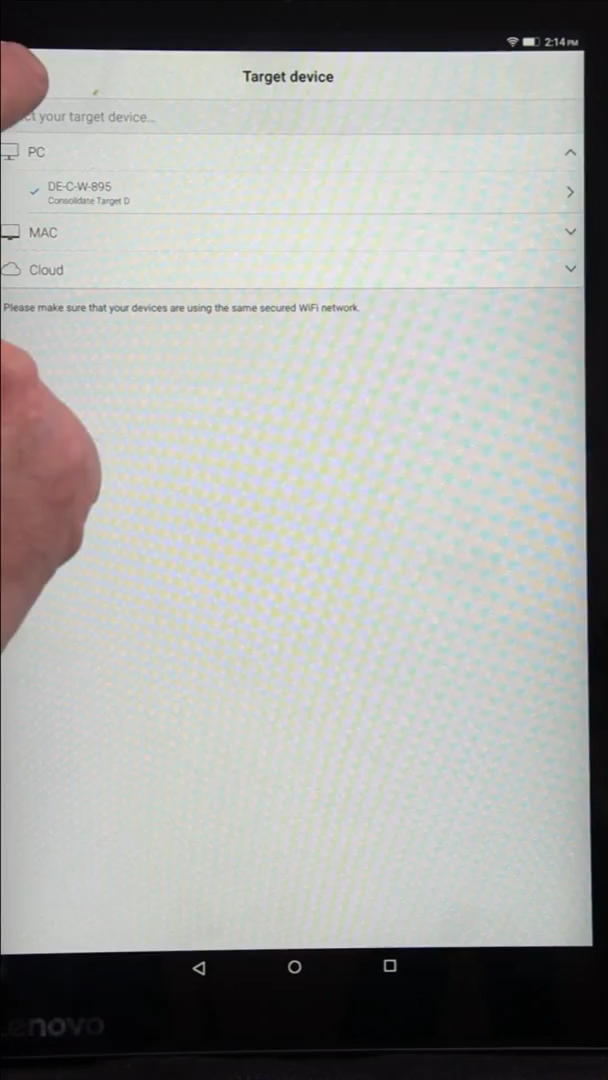 2:14 PM
Target device
your target device...
PC
DE-C-W-895
Consolidate Target D
MAC
Cloud
Please make sure that your devices are using the same secured WiFi network.
enovo